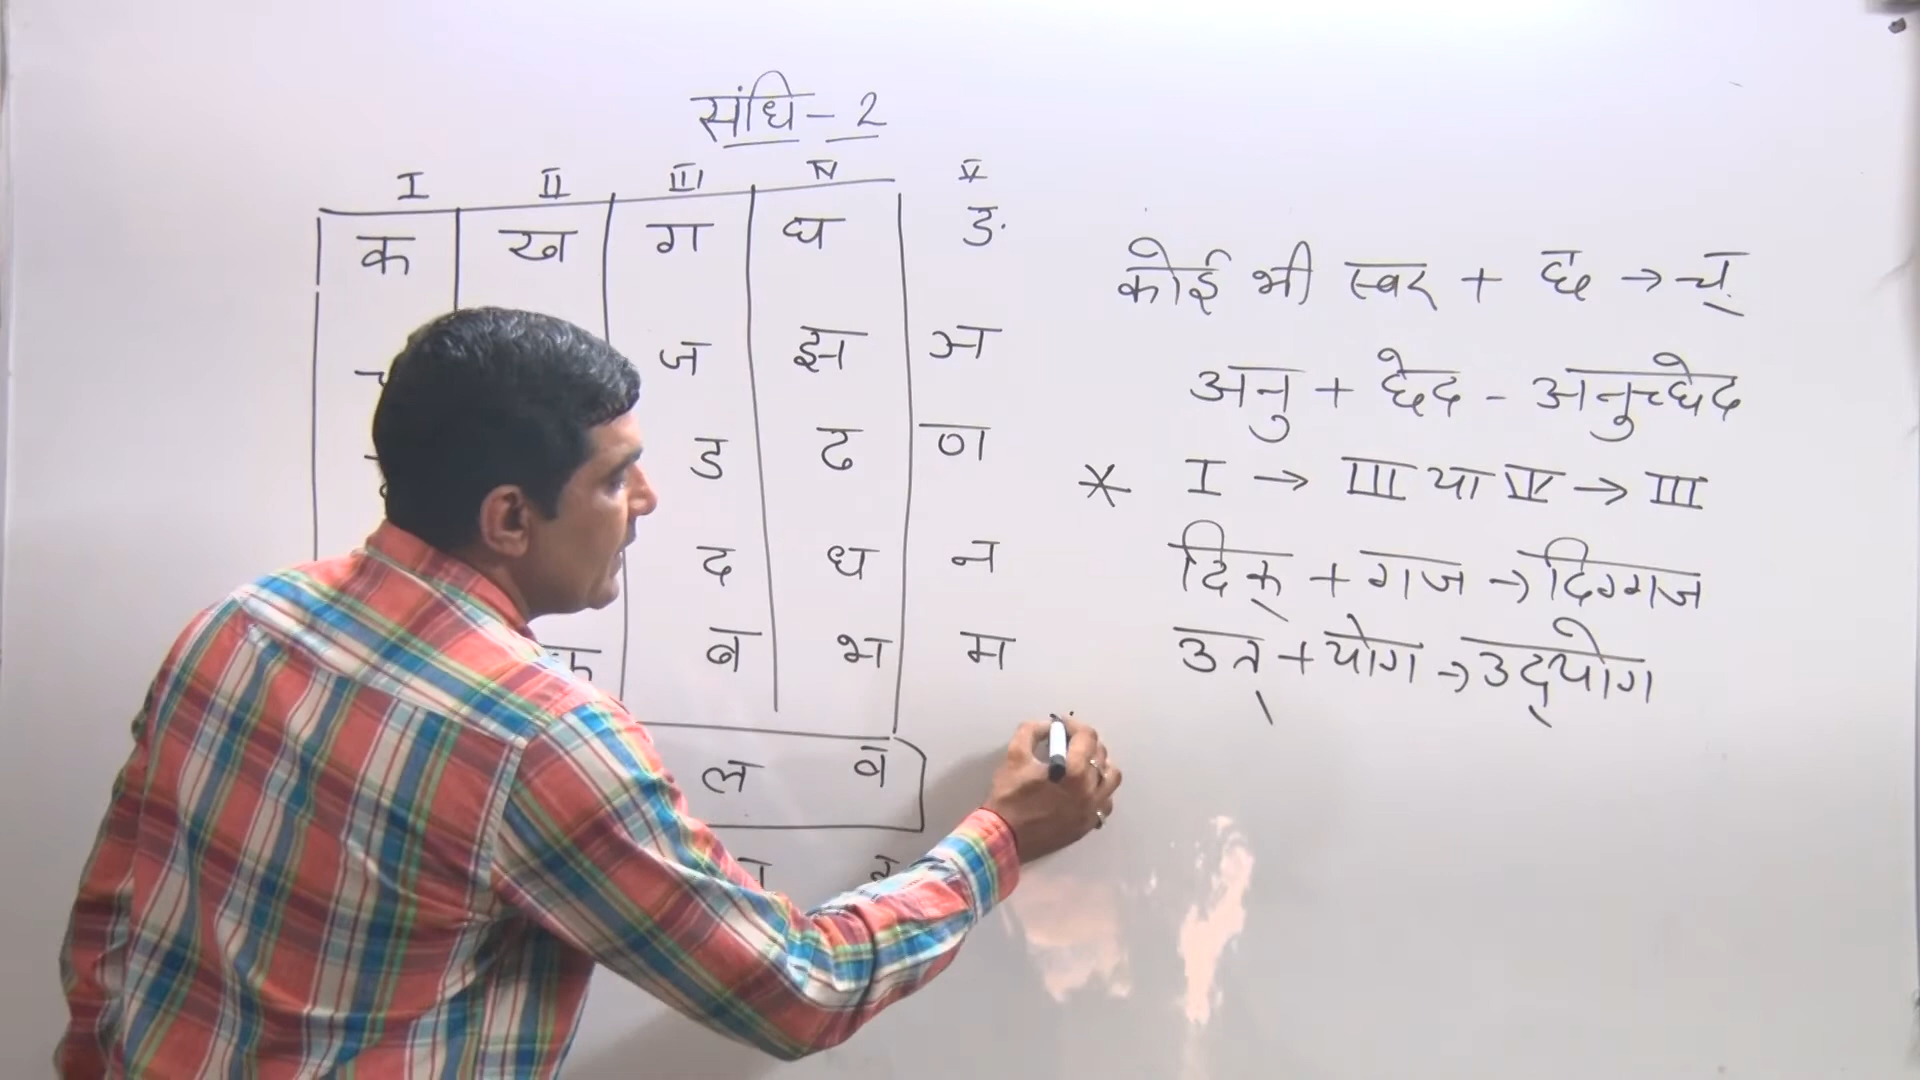 संधि - 2
I II III IV V
क ख ग घ ङ
ज झ ञ
ड ढ ण
द ध न
ब भ म
ल व
कोई भी स्वर + छ → च्
अनु + छेद - अनुच्छेद
* I → III या IV → III
दिक् + गज → दिग्गज
उत् + योग → उद्योग